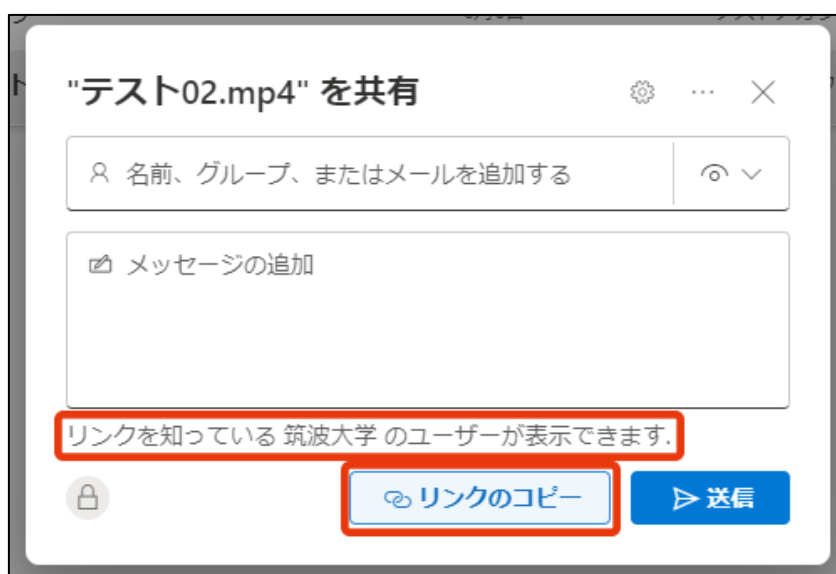 "テスト02.mp4" を共有
名前、グループ、またはメールを追加する
メッセージの追加
リンクを知っている 筑波大学 のユーザーが表示できます.
リンクのコピー
送信